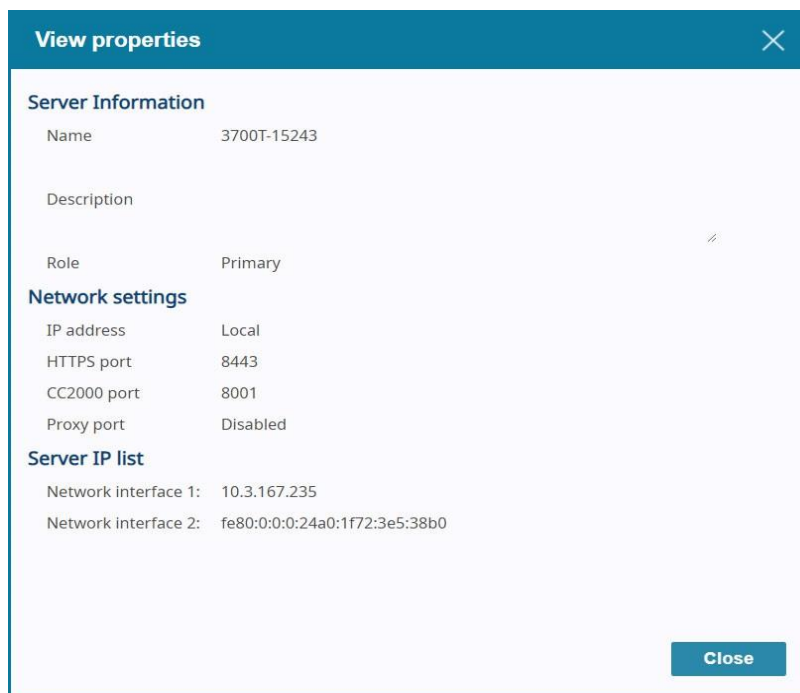 View properties
Server Information
Name 3700T-15243
Description
Role Primary
Network settings
IP address Local
HTTPS port 8443
CC2000 port 8001
Proxy port Disabled
Server IP list
Network interface 1: 10.3.167.235
Network interface 2: fe80:0:0:0:24a0:1f72:3e5:38b0
Close